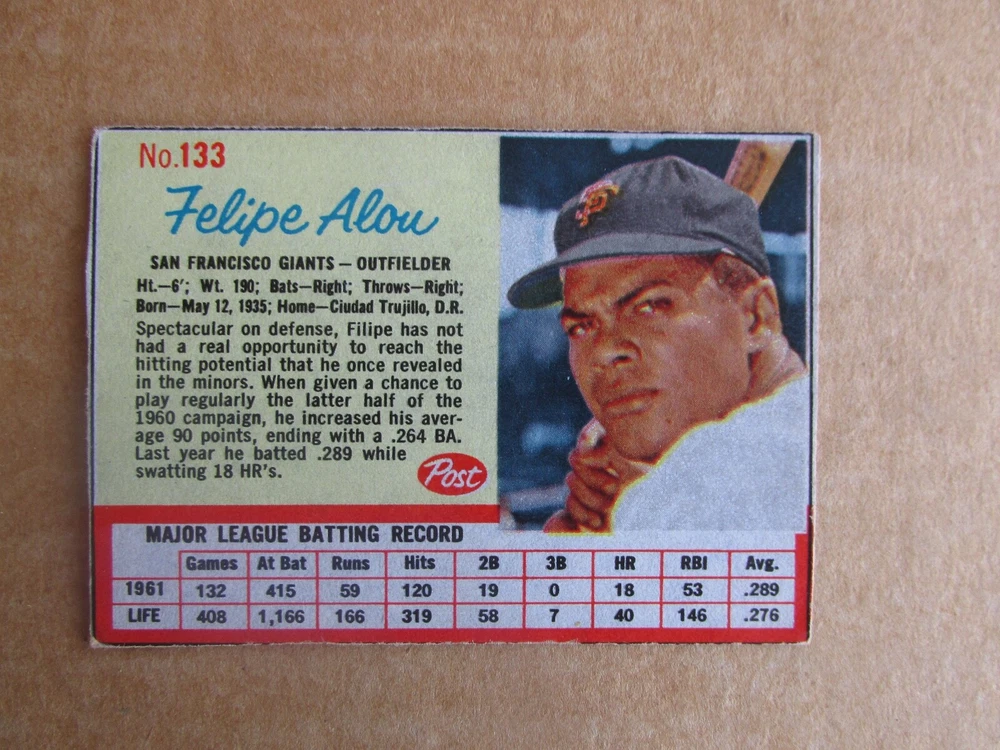 No.133
Felipe Alou
SAN FRANCISCO GIANTS — OUTFIELDER
Ht.—6'; Wt. 190; Bats—Right; Throws—Right;
Born—May 12, 1935; Home—Ciudad Trujillo, D.R.
Spectacular on defense, Filipe has not
had a real opportunity to reach the
hitting potential that he once revealed
in the minors. When given a chance to
play regularly the latter half of the
1960 campaign, he increased his aver-
age 90 points, ending with a .264 BA.
Last year he batted .289 while
swatting 18 HR's.
Post
SF
MAJOR LEAGUE BATTING RECORD
Games At Bat Runs Hits 2B 3B HR RBI Avg.
1961 132 415 59 120 19 0 18 53 .289
LIFE 408 1,166 166 319 58 7 40 146 .276